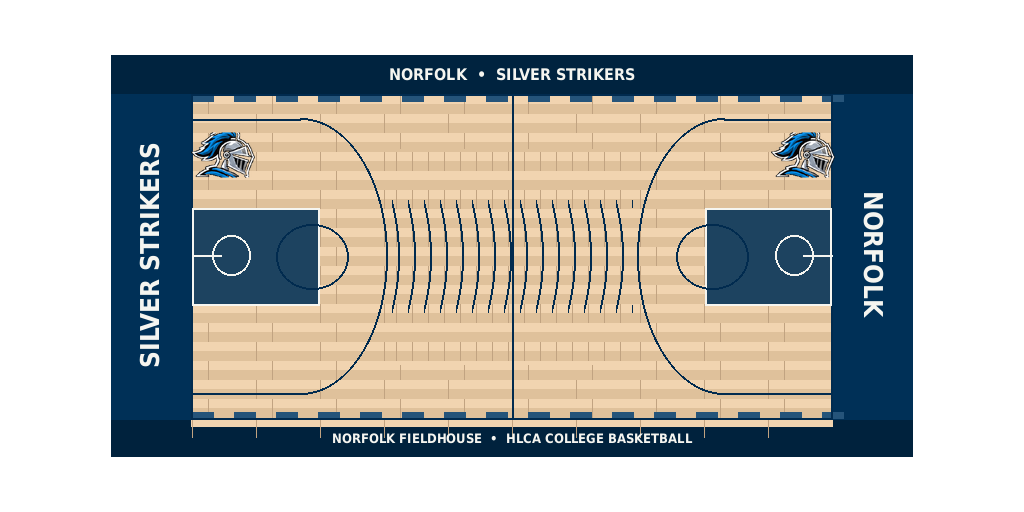 NORFOLK • SILVER STRIKERS
SILVER STRIKERS
NORFOLK
NORFOLK FIELDHOUSE • HLCA COLLEGE BASKETBALL